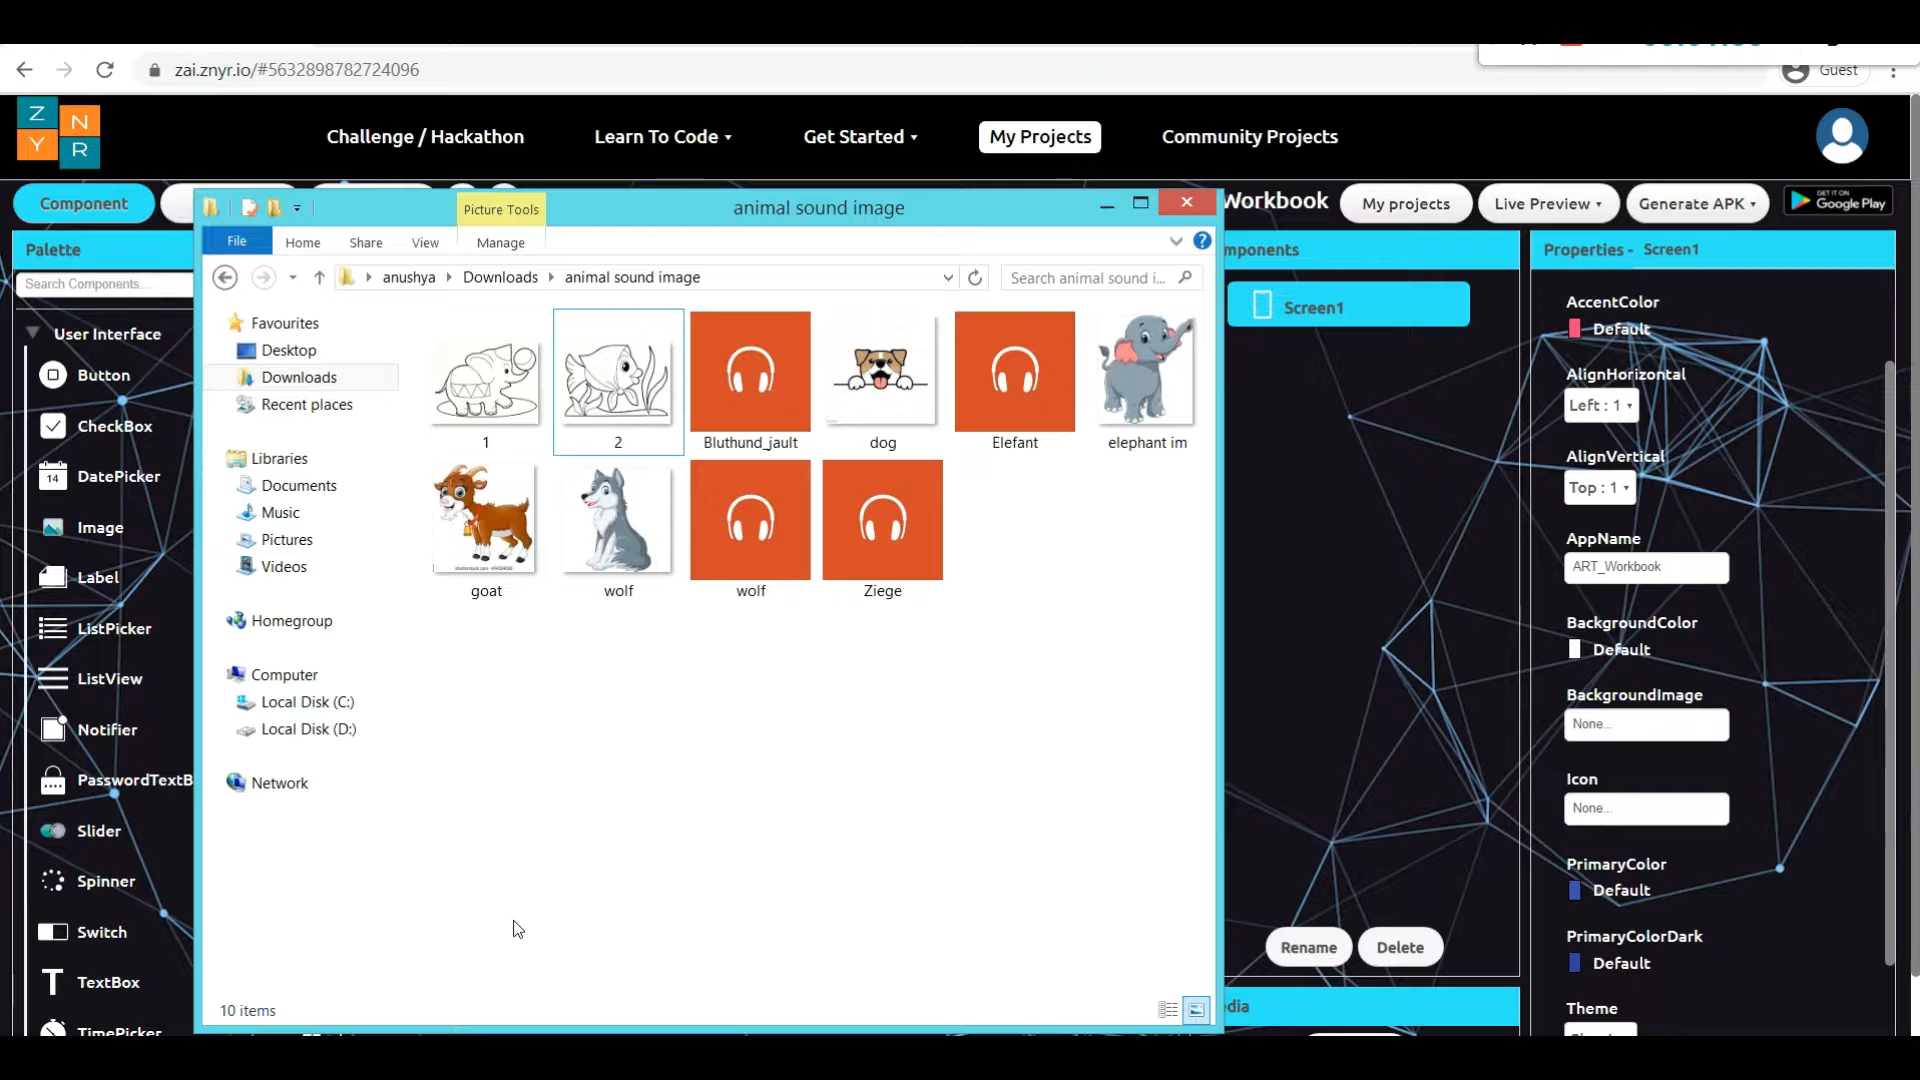 zai.znyr.io/#5632898782724096
Guest
Z
N
Y
R
Challenge / Hackathon
Learn To Code
Get Started
My Projects
Community Projects
Component
Workbook
My projects
Live Preview
Generate APK
GET IT ON
Google Play
Picture Tools
animal sound image
File
Home
Share
View
Manage
anushya
Downloads
animal sound image
Search animal sound i...
Palette
Search Components...
User Interface
Button
CheckBox
14
DatePicker
Image
Label
ListPicker
ListView
Notifier
PasswordTextB
Slider
Spinner
Switch
TextBox
TimePicker
Favourites
Desktop
Downloads
Recent places
Libraries
Documents
Music
Pictures
Videos
Homegroup
Computer
Local Disk (C:)
Local Disk (D:)
Network
1
2
Bluthund_jault
dog
Elefant
elephant im
goat
wolf
wolf
Ziege
10 items
mponents
Screen1
Rename
Delete
edia
Properties - Screen1
AccentColor
Default
AlignHorizontal
Left : 1
AlignVertical
Top : 1
AppName
ART_Workbook
BackgroundColor
Default
BackgroundImage
None...
Icon
None...
PrimaryColor
Default
PrimaryColorDark
Default
Theme